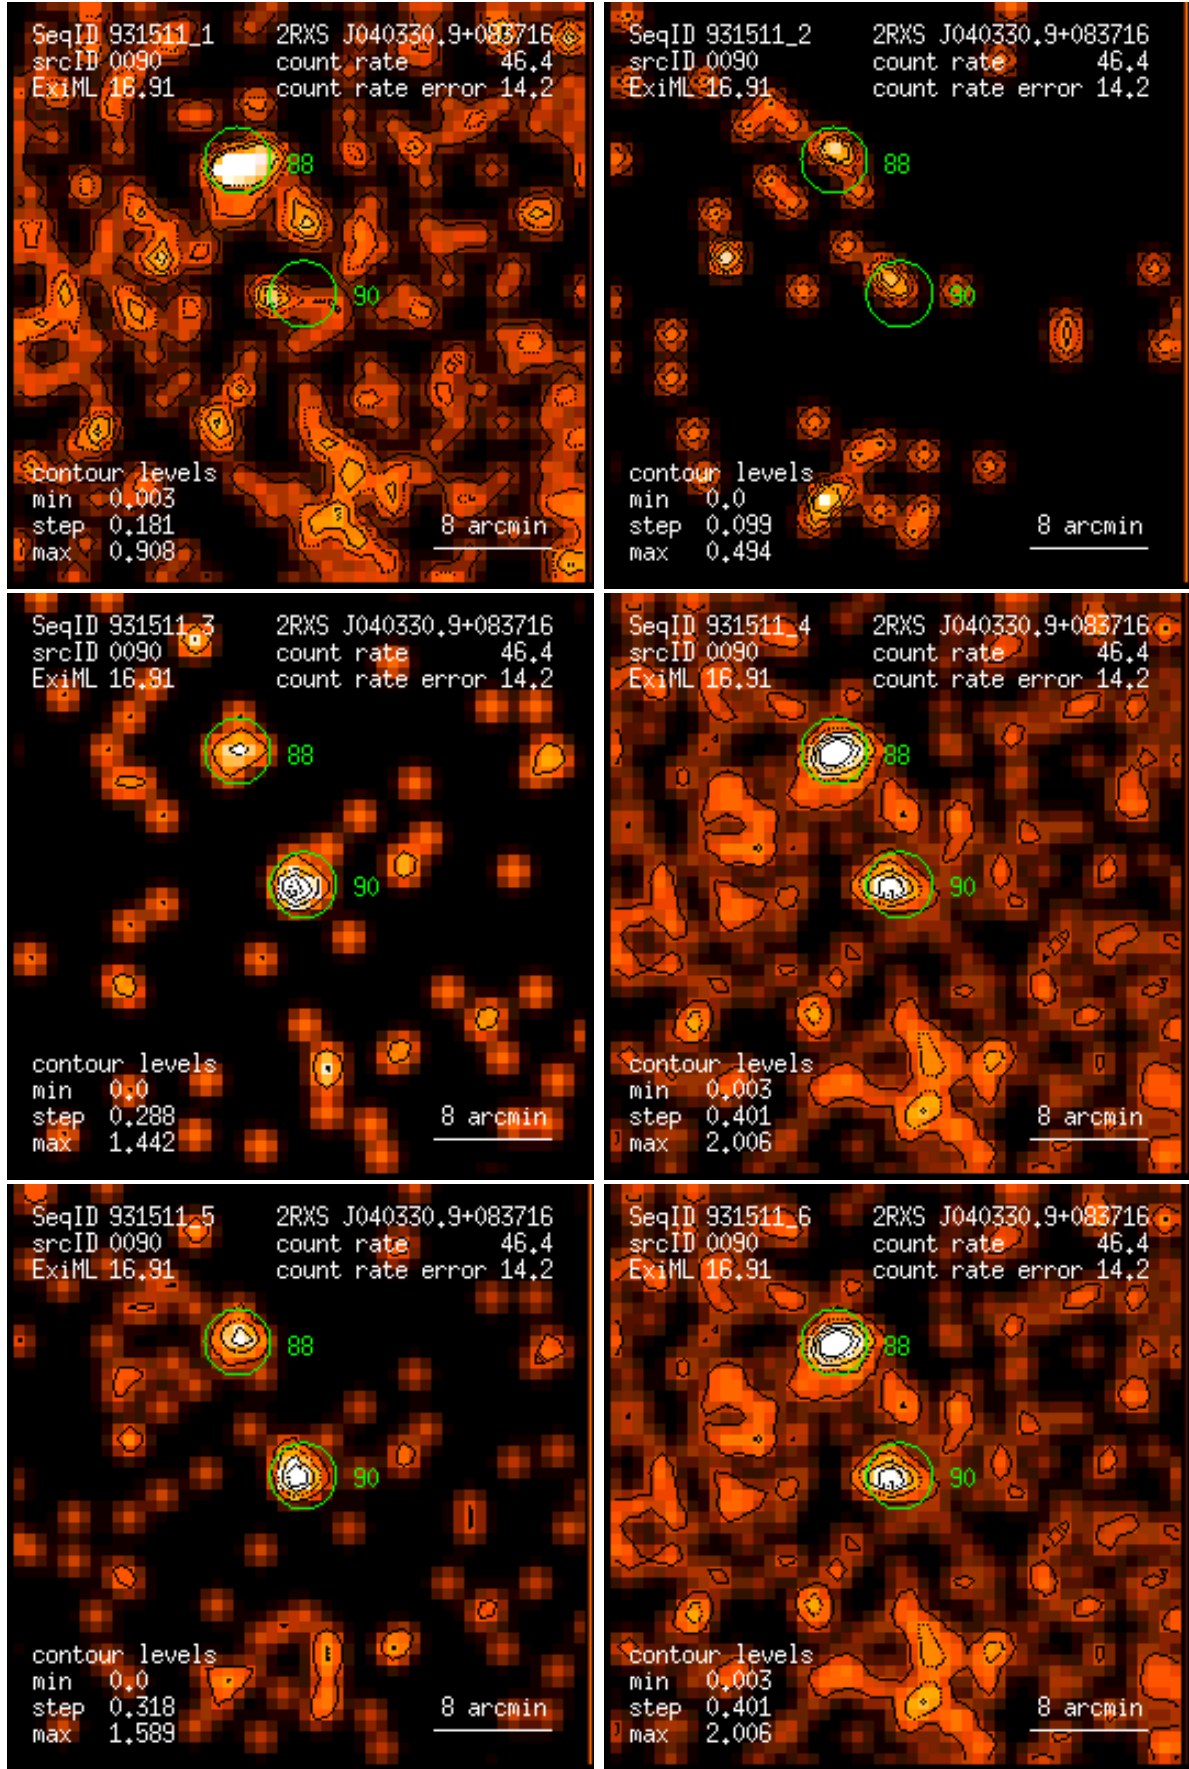 SeqID 931511_1 2RXS J040330.9+083716
srcID 0090 count rate 46.4
ExiML 16.91 count rate error 14.2
88
90
contour levels
min 0.003
step 0.181 8 arcmin
max 0.908
SeqID 931511_2 2RXS J040330.9+083716
srcID 0090 count rate 46.4
ExiML 16.91 count rate error 14.2
88
90
contour levels
min 0.0
step 0.099 8 arcmin
max 0.494
SeqID 931511_3 2RXS J040330.9+083716
srcID 0090 count rate 46.4
ExiML 16.91 count rate error 14.2
88
90
contour levels
min 0.0
step 0.288 8 arcmin
max 1.442
SeqID 931511_4 2RXS J040330.9+083716
srcID 0090 count rate 46.4
ExiML 16.91 count rate error 14.2
88
90
contour levels
min 0.003
step 0.401 8 arcmin
max 2.006
SeqID 931511_5 2RXS J040330.9+083716
srcID 0090 count rate 46.4
ExiML 16.91 count rate error 14.2
88
90
contour levels
min 0.0
step 0.318 8 arcmin
max 1.589
SeqID 931511_6 2RXS J040330.9+083716
srcID 0090 count rate 46.4
ExiML 16.91 count rate error 14.2
88
90
contour levels
min 0.003
step 0.401 8 arcmin
max 2.006